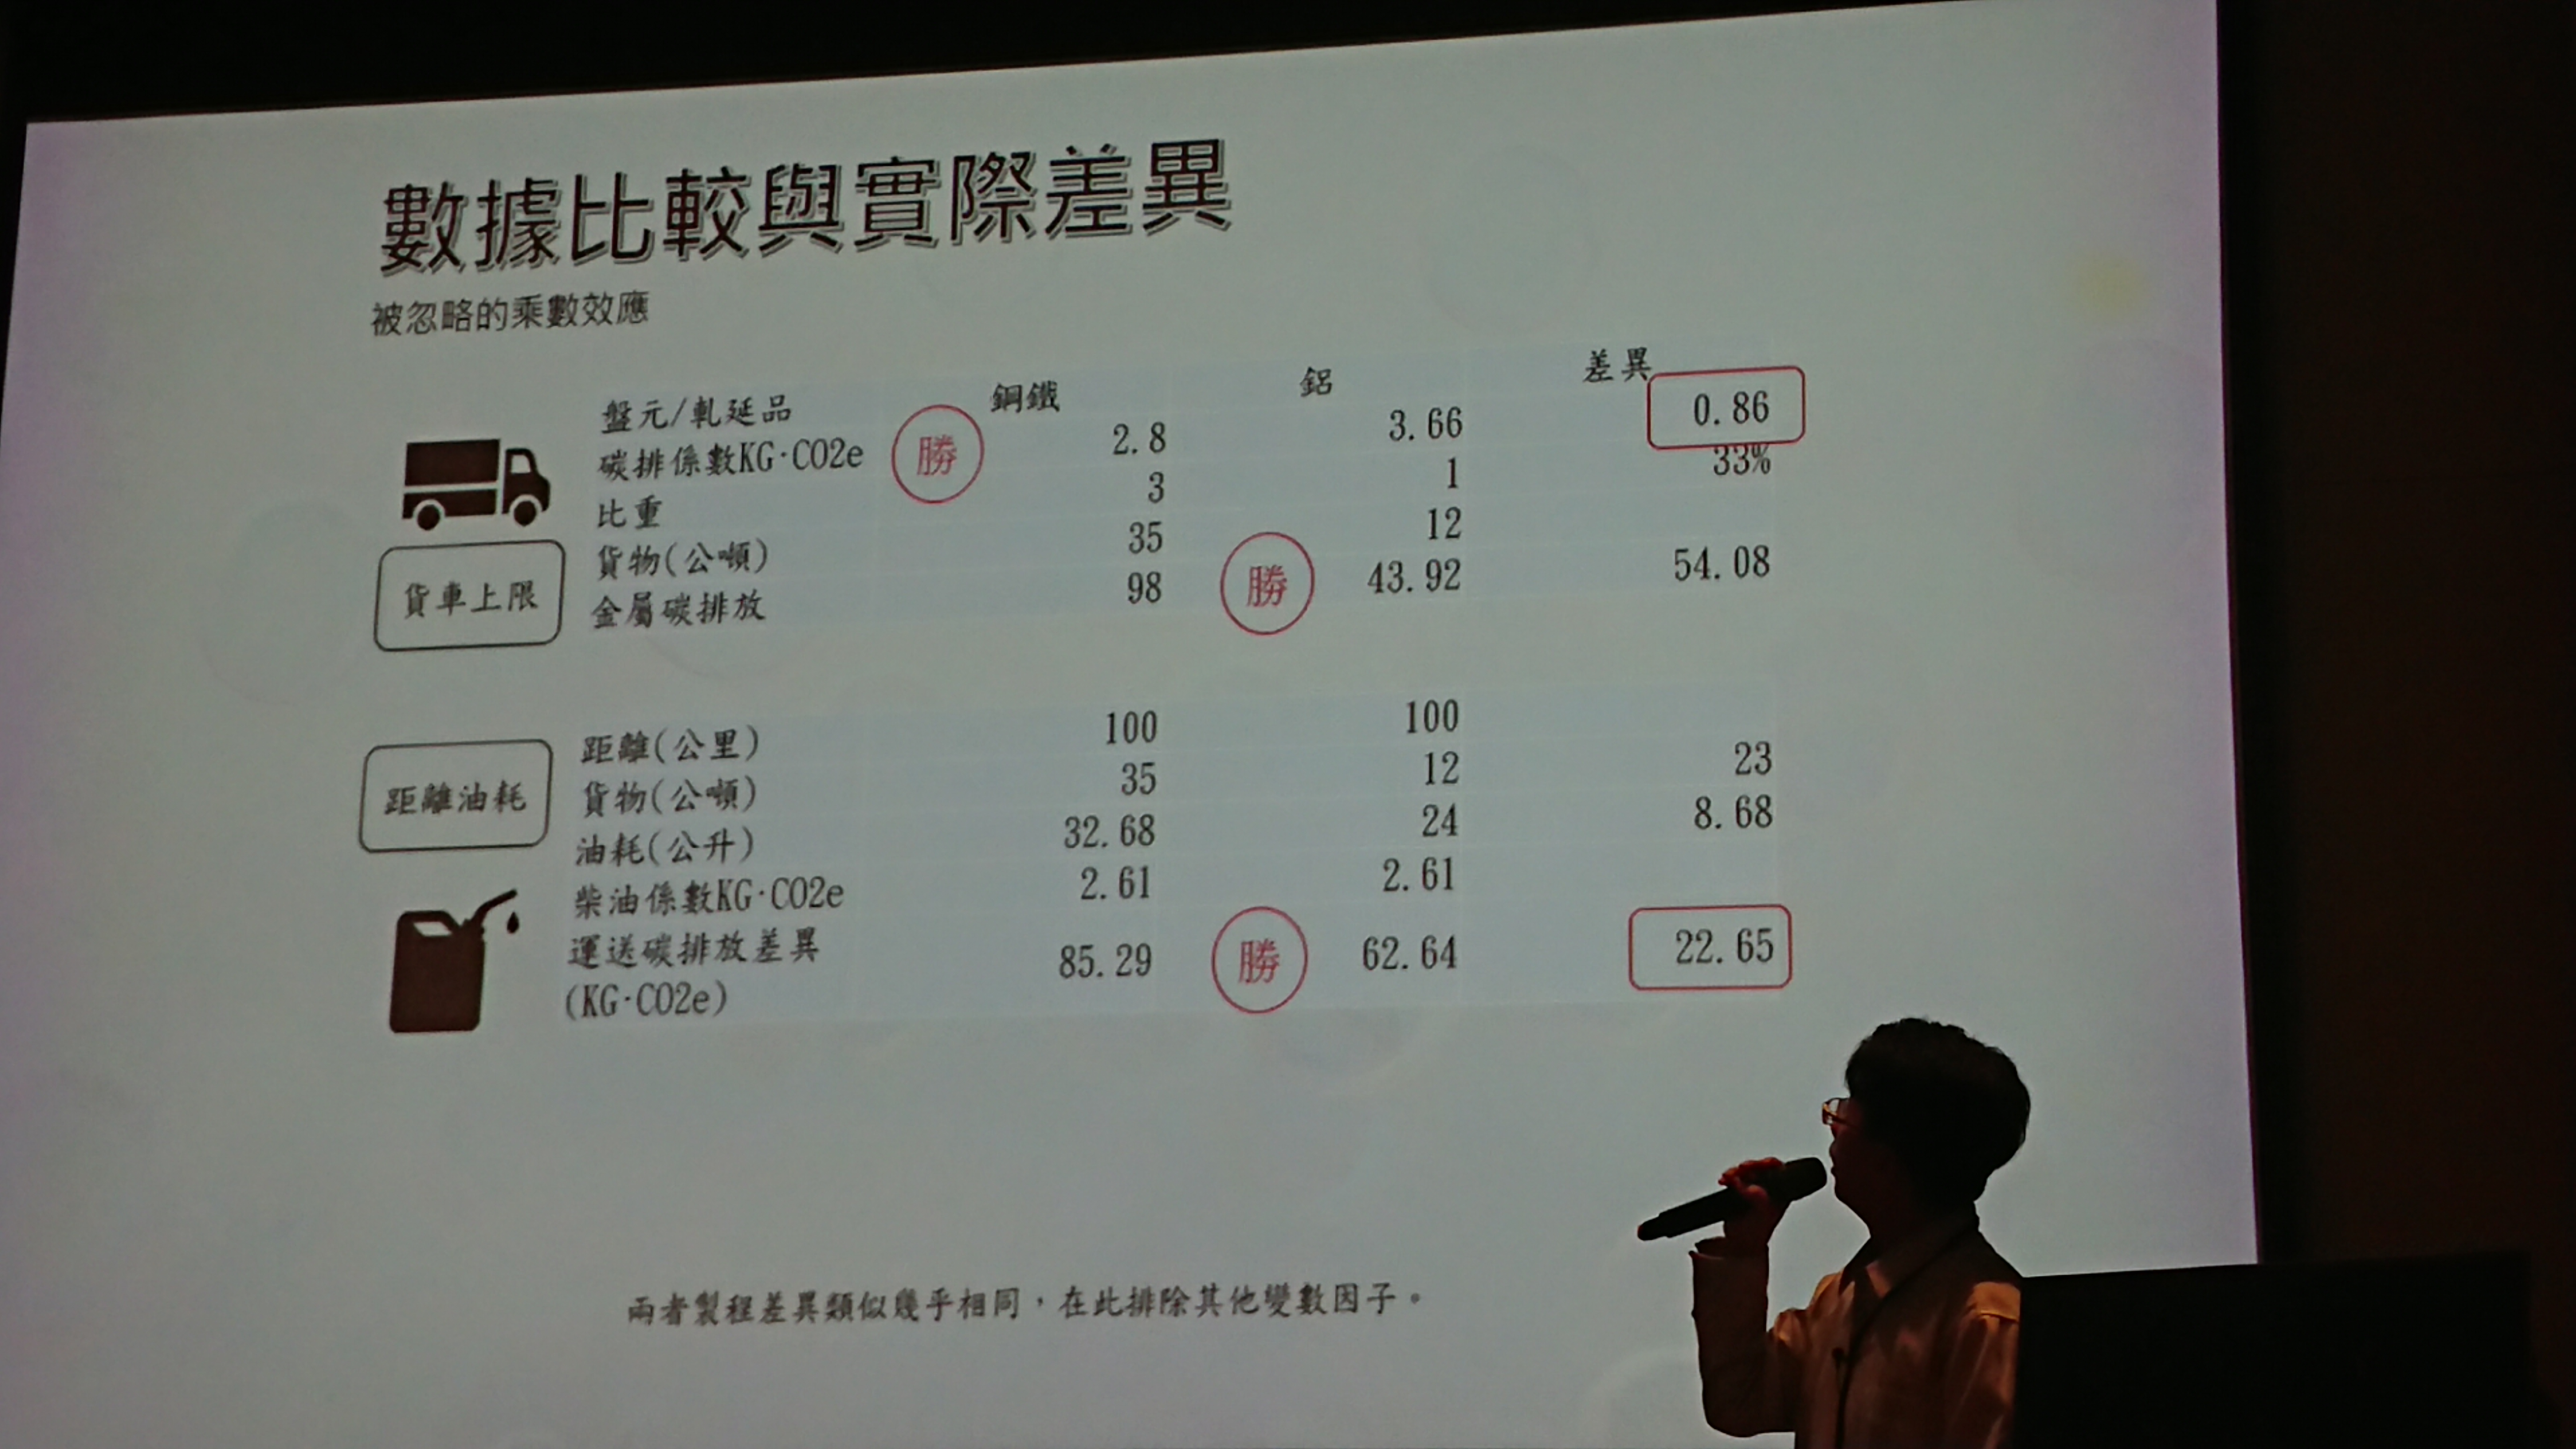 數據比較與實際差異
被忽略的乘數效應
鋼鐵 鋁 差異
盤元/軋延品
碳排係數KG·CO2e 勝 2.8 3.66 0.86
比重 3 1 33%
貨物(公噸) 35 12
金屬碳排放 98 勝 43.92 54.08
貨車上限
距離(公里) 100 100
貨物(公噸) 35 12 23
油耗(公升) 32.68 24 8.68
柴油係數KG·CO2e 2.61 2.61
運送碳排放差異 85.29 勝 62.64 22.65
(KG·CO2e)
距離油耗
兩者製程差異類似幾乎相同，在此排除其他變數因子。